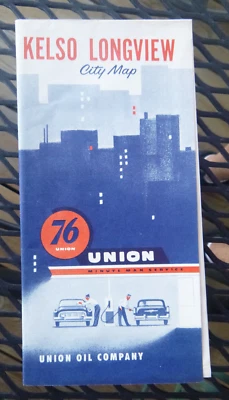 KELSO LONGVIEW
City Map
76
UNION
UNION
MINUTE MAN SERVICE
UNION OIL COMPANY